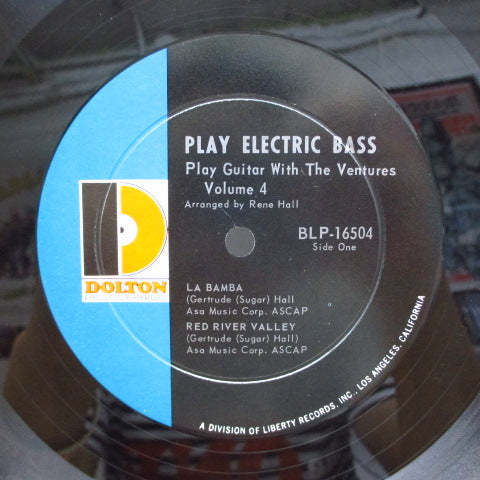 PLAY ELECTRIC BASS
Play Guitar With The Ventures
Volume 4
Arranged by Rene Hall
BLP-16504
Side One
DOLTON
LA BAMBA
(Gertrude (Sugar) Hall
Asa Music Corp. ASCAP
RED RIVER VALLEY
(Gertrude (Sugar) Hall)
Asa Music Corp. ASCAP
A DIVISION OF LIBERTY RECORDS, INC., LOS ANGELES, CALIFORNIA